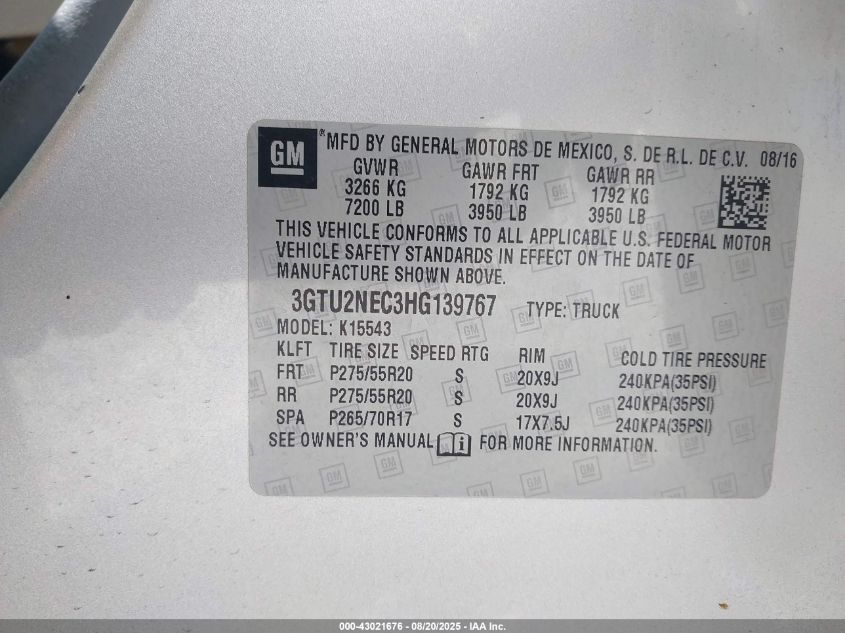 GM
®MFD BY GENERAL MOTORS DE MEXICO, S. DE R.L. DE C.V. 08/16
GVWR GAWR FRT GAWR RR
3266 KG 1792 KG 1792 KG
7200 LB 3950 LB 3950 LB
THIS VEHICLE CONFORMS TO ALL APPLICABLE U.S. FEDERAL MOTOR
VEHICLE SAFETY STANDARDS IN EFFECT ON THE DATE OF
MANUFACTURE SHOWN ABOVE.
3GTU2NEC3HG139767 TYPE: TRUCK
MODEL: K15543
KLFT TIRE SIZE SPEED RTG RIM COLD TIRE PRESSURE
FRT P275/55R20 S 20X9J 240KPA(35PSI)
RR P275/55R20 S 20X9J 240KPA(35PSI)
SPA P265/70R17 S 17X7.5J 240KPA(35PSI)
SEE OWNER'S MANUAL FOR MORE INFORMATION.
000-43021676 - 08/20/2025 - IAA Inc.